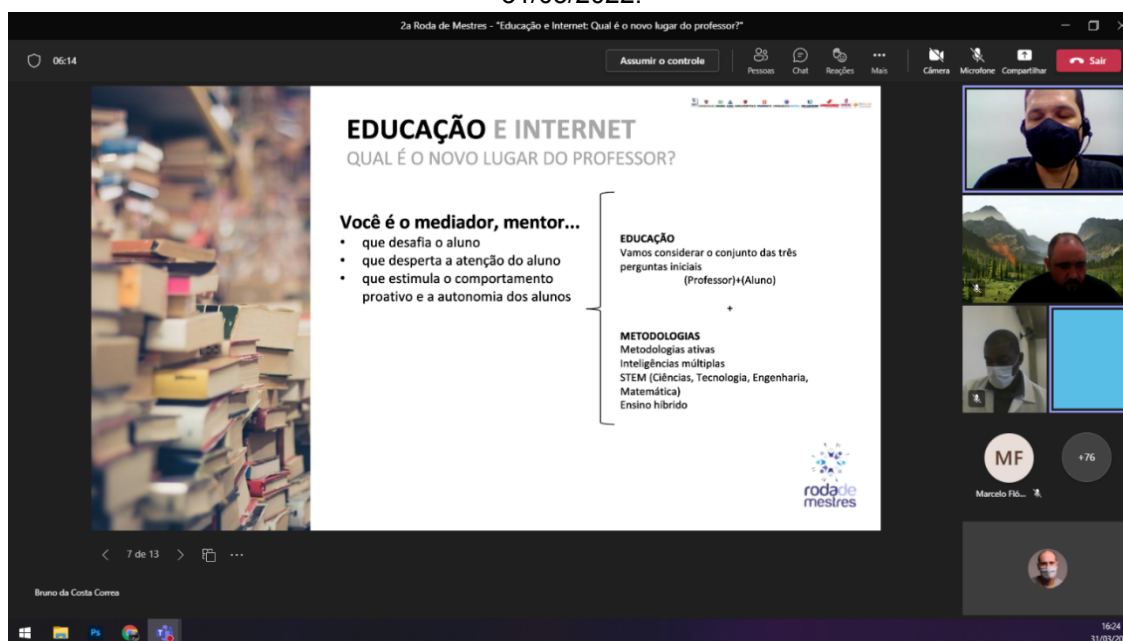 31/03/2022.
2a Roda de Mestres - "Educação e Internet: Qual é o novo lugar do professor?"
06:14
Assumir o controle
Pessoas
Chat
Reações
Mais
Câmera
Microfone
Compartilhar
Sair
EDUCAÇÃO E INTERNET
QUAL É O NOVO LUGAR DO PROFESSOR?
Você é o mediador, mentor...
• que desafia o aluno
• que desperta a atenção do aluno
• que estimula o comportamento
proativo e a autonomia dos alunos
EDUCAÇÃO
Vamos considerar o conjunto das três
perguntas iniciais
(Professor)+(Aluno)
+
METODOLOGIAS
Metodologias ativas
Inteligências múltiplas
STEM (Ciências, Tecnologia, Engenharia,
Matemática)
Ensino híbrido
rodade
mestres
MF
+76
Marcelo Fló...
7 de 13
Bruno da Costa Correa
Ps
16:24
31/03/20